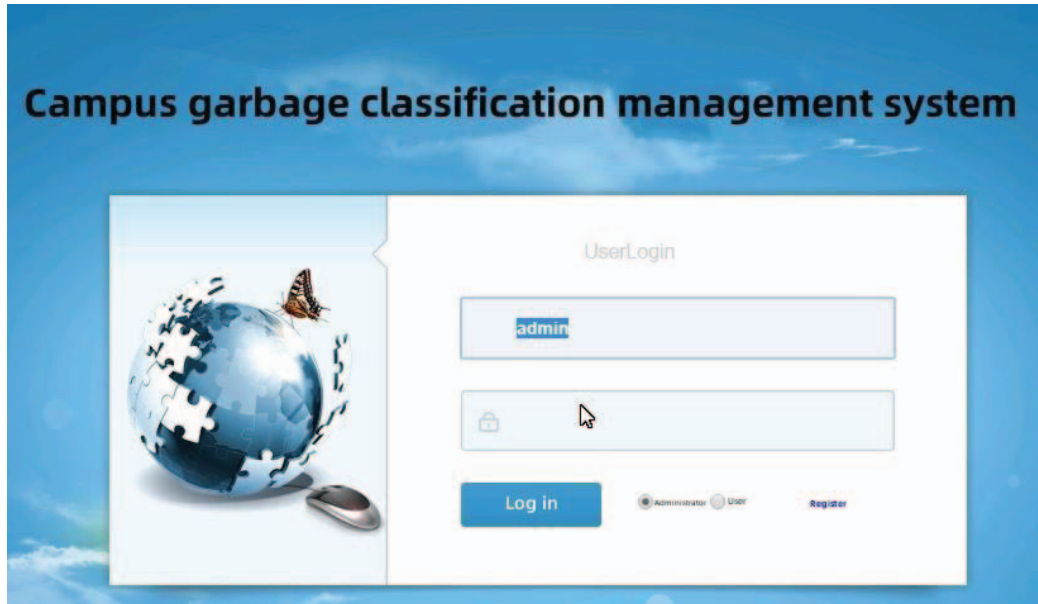 Campus garbage classification management system
UserLogin
admin
Log in
Administrator User Register